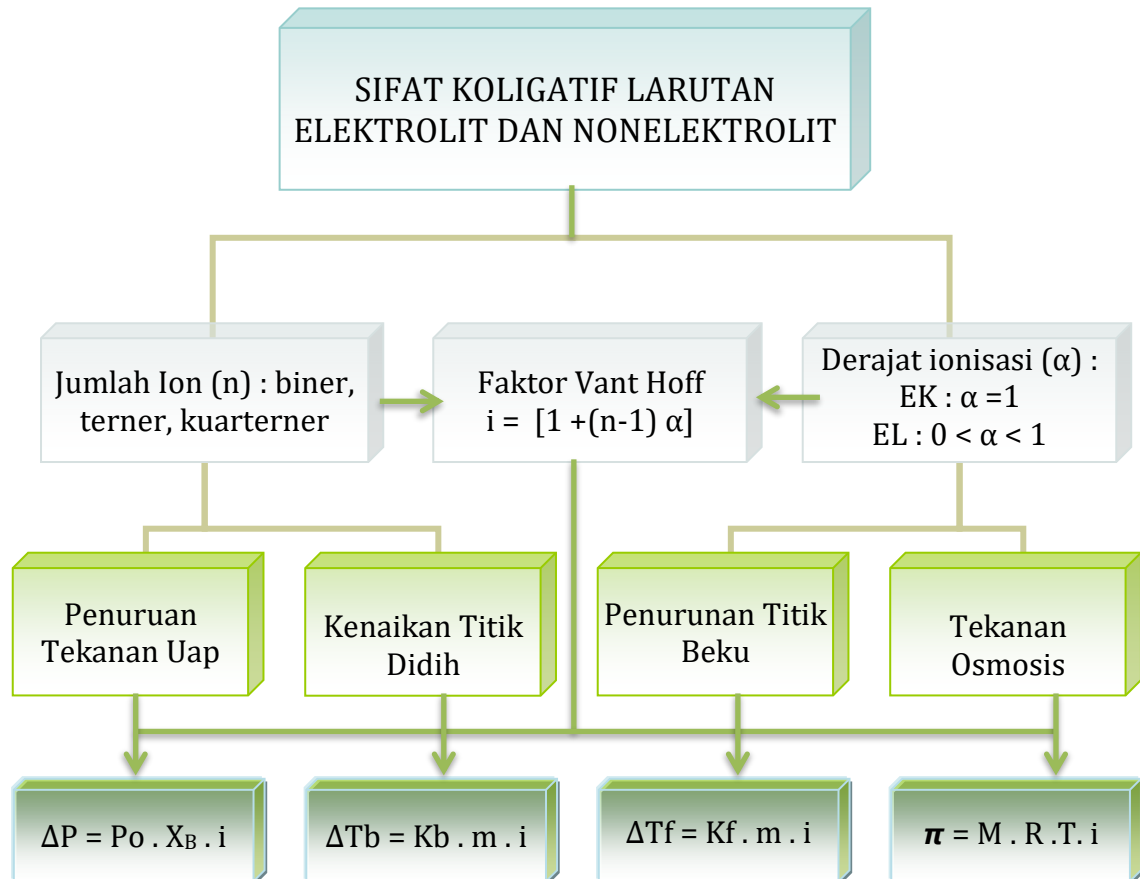 SIFAT KOLIGATIF LARUTAN
ELEKTROLIT DAN NONELEKTROLIT
Jumlah Ion (n) : biner,
terner, kuarterner
Faktor Vant Hoff
i = [1 +(n-1) α]
Derajat ionisasi (α) :
EK : α =1
EL : 0 < α < 1
Penuruan
Tekanan Uap
Kenaikan Titik
Didih
Penurunan Titik
Beku
Tekanan
Osmosis
ΔP = Po . X_B . i
ΔTb = Kb . m . i
ΔTf = Kf . m . i
π = M . R .T. i